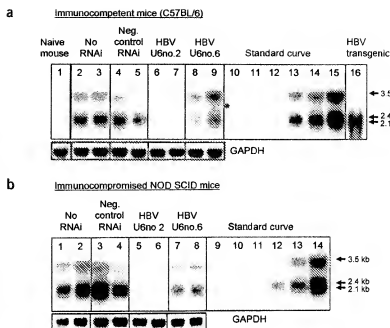 a Immunocompetent mice (C57BL/6)
Naive mouse
No RNAi
Neg. control RNAi
HBV U6no.2
HBV U6no.6
Standard curve
HBV transgenic
1 2 3 4 5 6 7 8 9 10 11 12 13 14 15 16
3.5
*
2.4
2.1
GAPDH
b Immunocompromised NOD SCID mice
No RNAi
Neg. control RNAi
HBV U6no 2
HBV U6no.6
Standard curve
1 2 3 4 5 6 7 8 9 10 11 12 13 14
3.5 kb
2.4 kb
2.1 kb
GAPDH